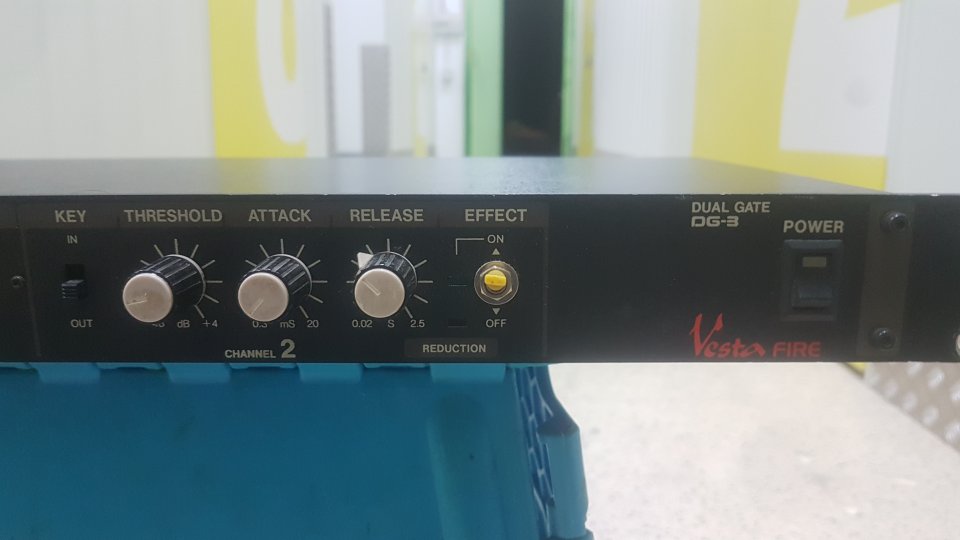 KEY THRESHOLD ATTACK RELEASE EFFECT
DUAL GATE
DG-3
POWER
IN
ON
OUT
dB +4
0.3 mS 20
0.02 S 2.5
OFF
CHANNEL 2
REDUCTION
Vesta FIRE